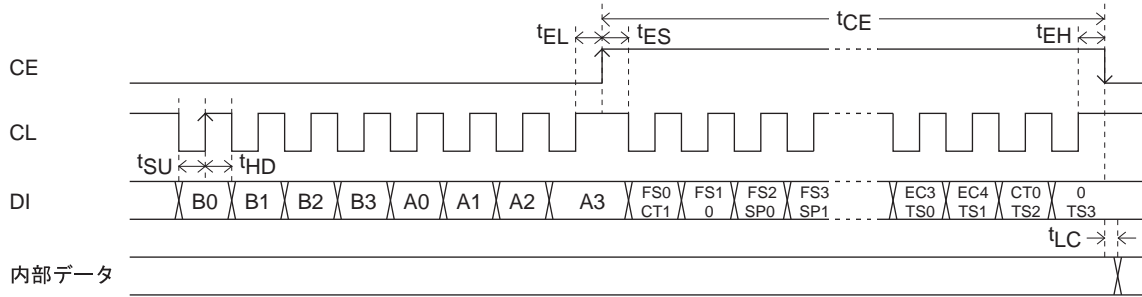 tCE
tEL tES tEH
CE
CL
tSU tHD
DI B0 B1 B2 B3 A0 A1 A2 A3 FS0 FS1 FS2 FS3 EC3 EC4 CT0 0
CT1 0 SP0 SP1 TS0 TS1 TS2 TS3
tLC
内部データ